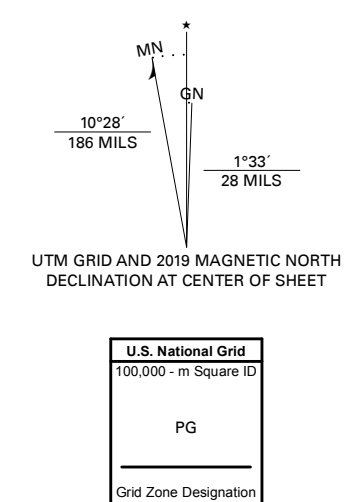 MN
GN
10°28´
186 MILS
1°33´
28 MILS
UTM GRID AND 2019 MAGNETIC NORTH
DECLINATION AT CENTER OF SHEET
U.S. National Grid
100,000 - m Square ID
PG
Grid Zone Designation